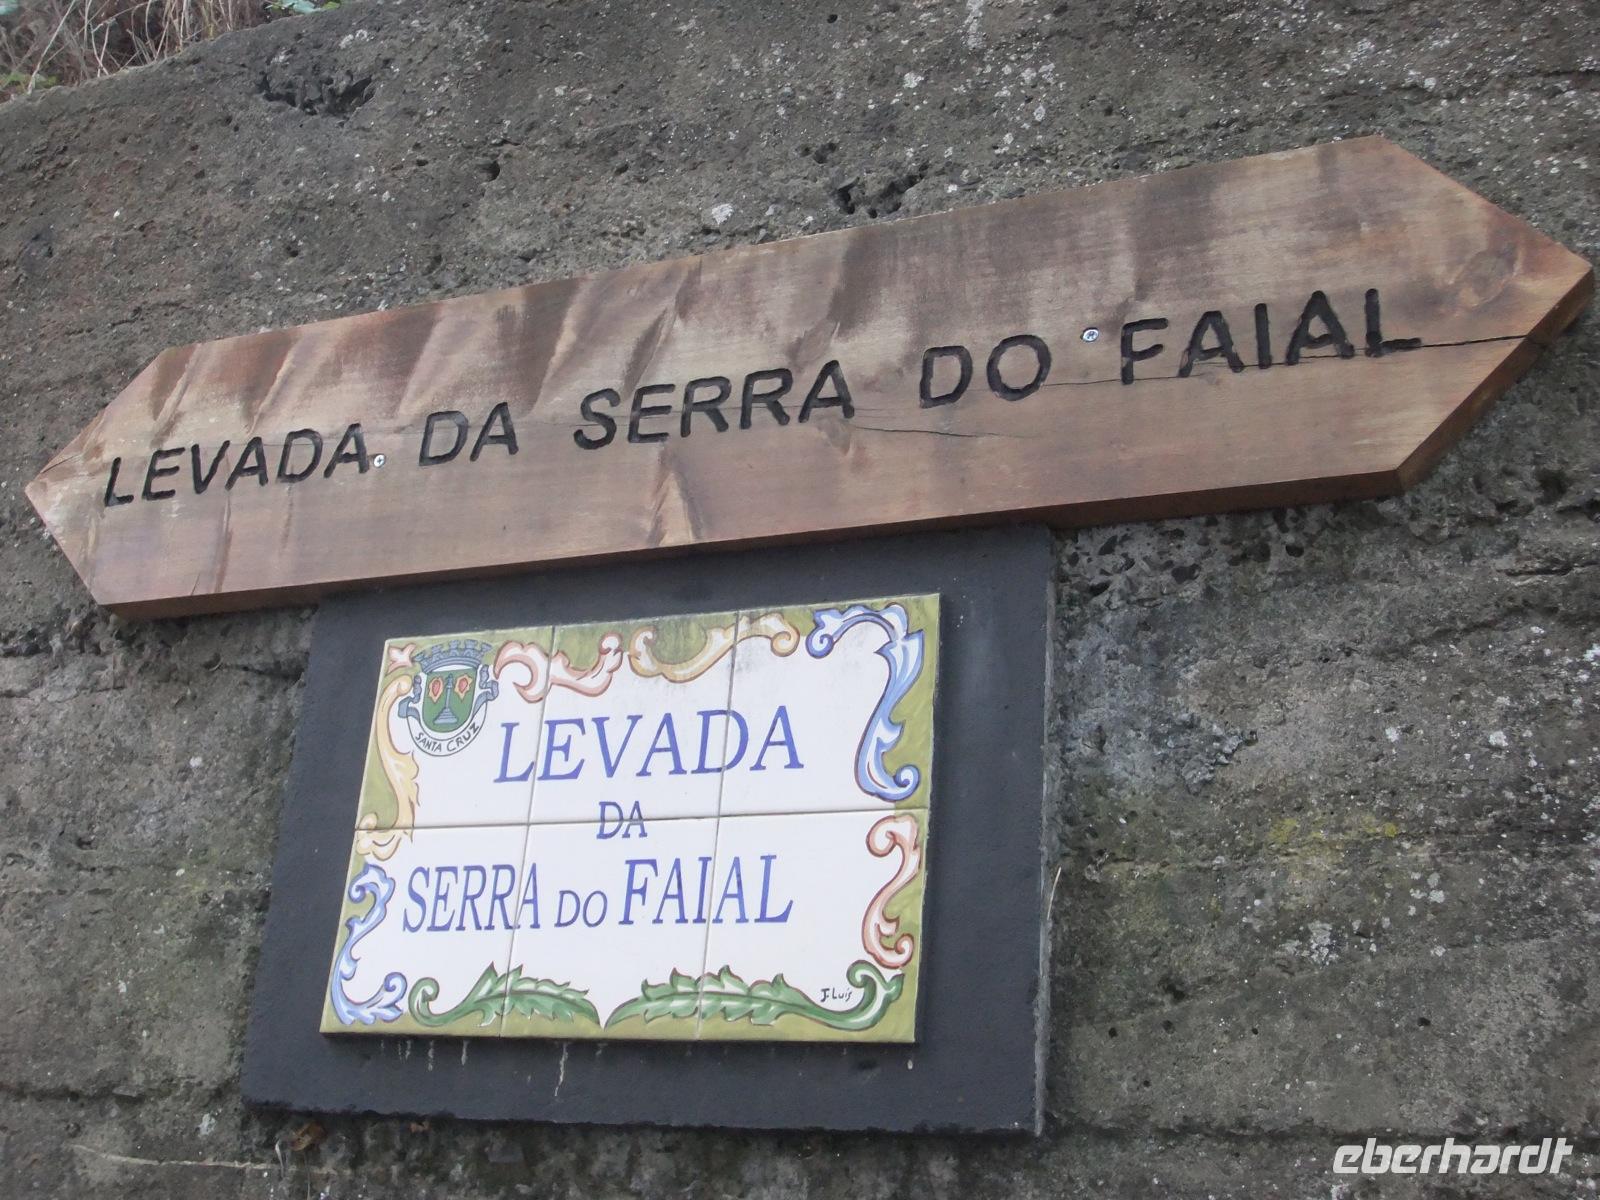 LEVADA DA SERRA DO FAIAL
SANTA CRUZ
LEVADA
DA
SERRA DO FAIAL
J. Luís
eberhardt